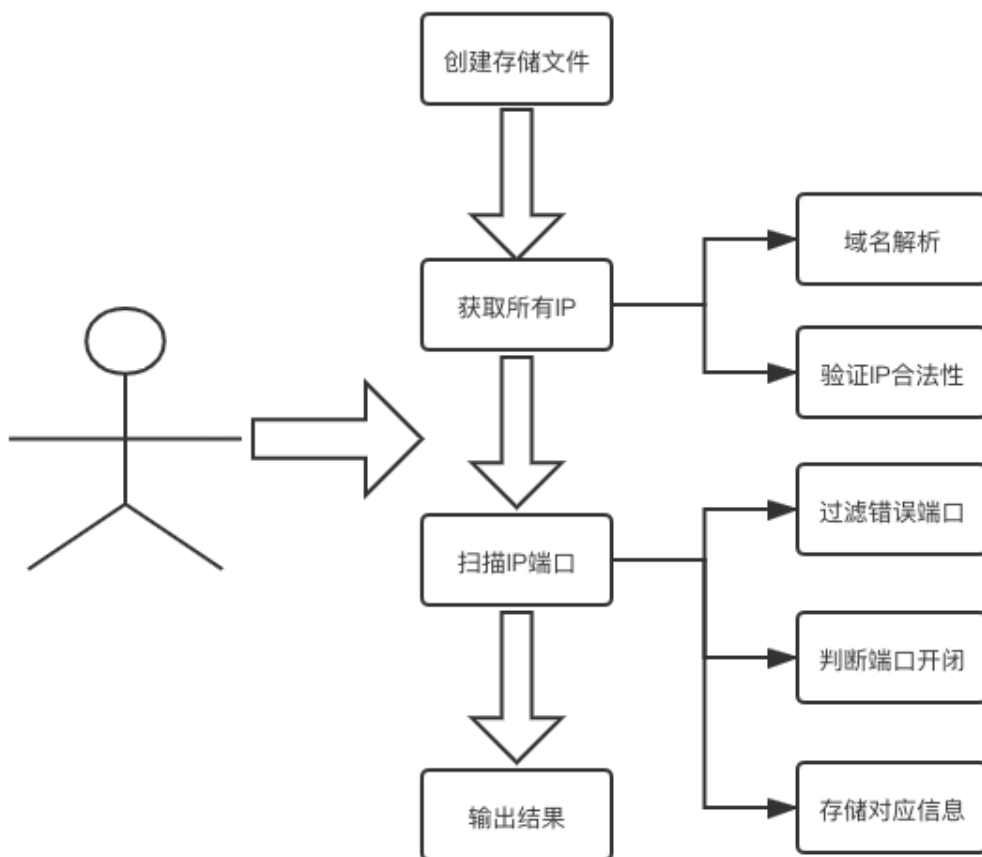 创建存储文件
域名解析
获取所有IP
验证IP合法性
过滤错误端口
扫描IP端口
判断端口开闭
存储对应信息
输出结果